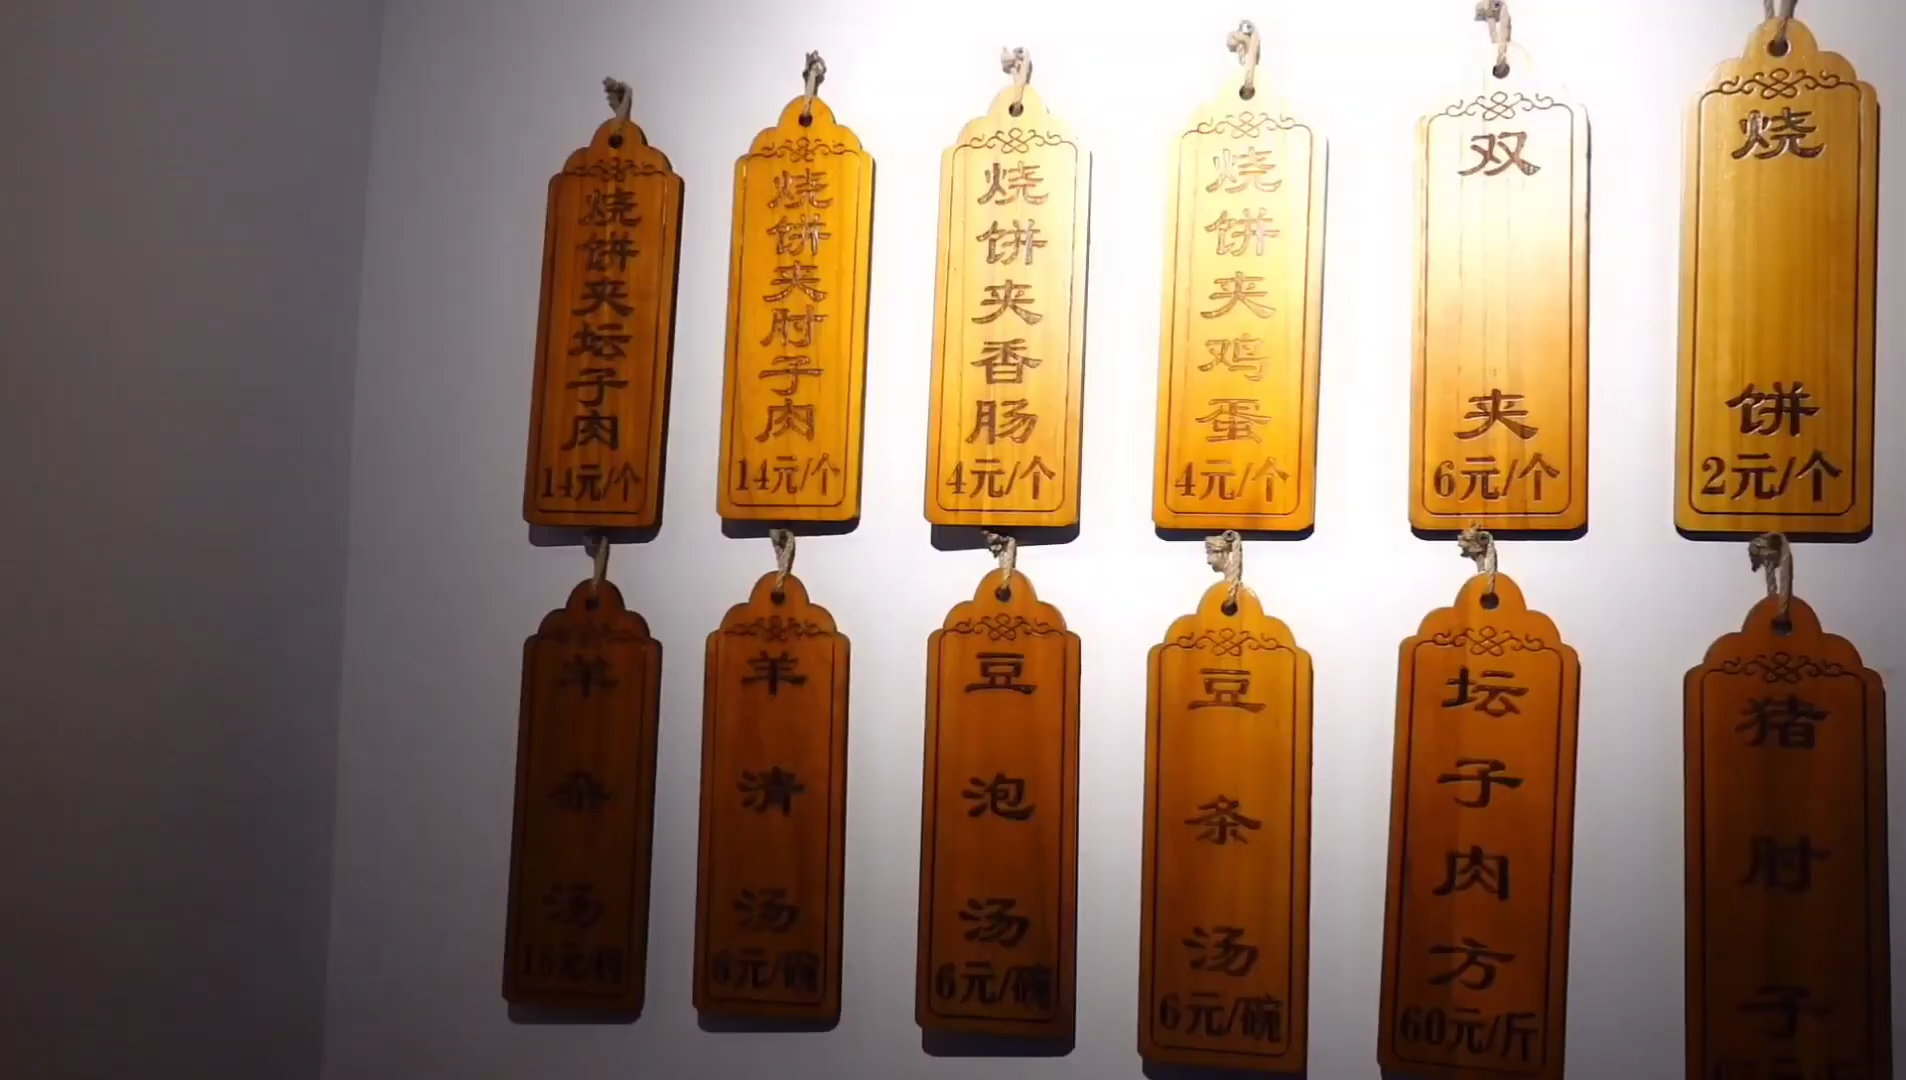 烧饼夹坛子肉
14元/个
烧饼夹肘子肉
14元/个
烧饼夹香肠
4元/个
烧饼夹鸡蛋
4元/个
双夹
6元/个
烧饼
2元/个
羊杂汤
羊清汤
6元/碗
豆泡汤
6元/碗
豆条汤
6元/碗
坛子肉方
60元/斤
猪肘子